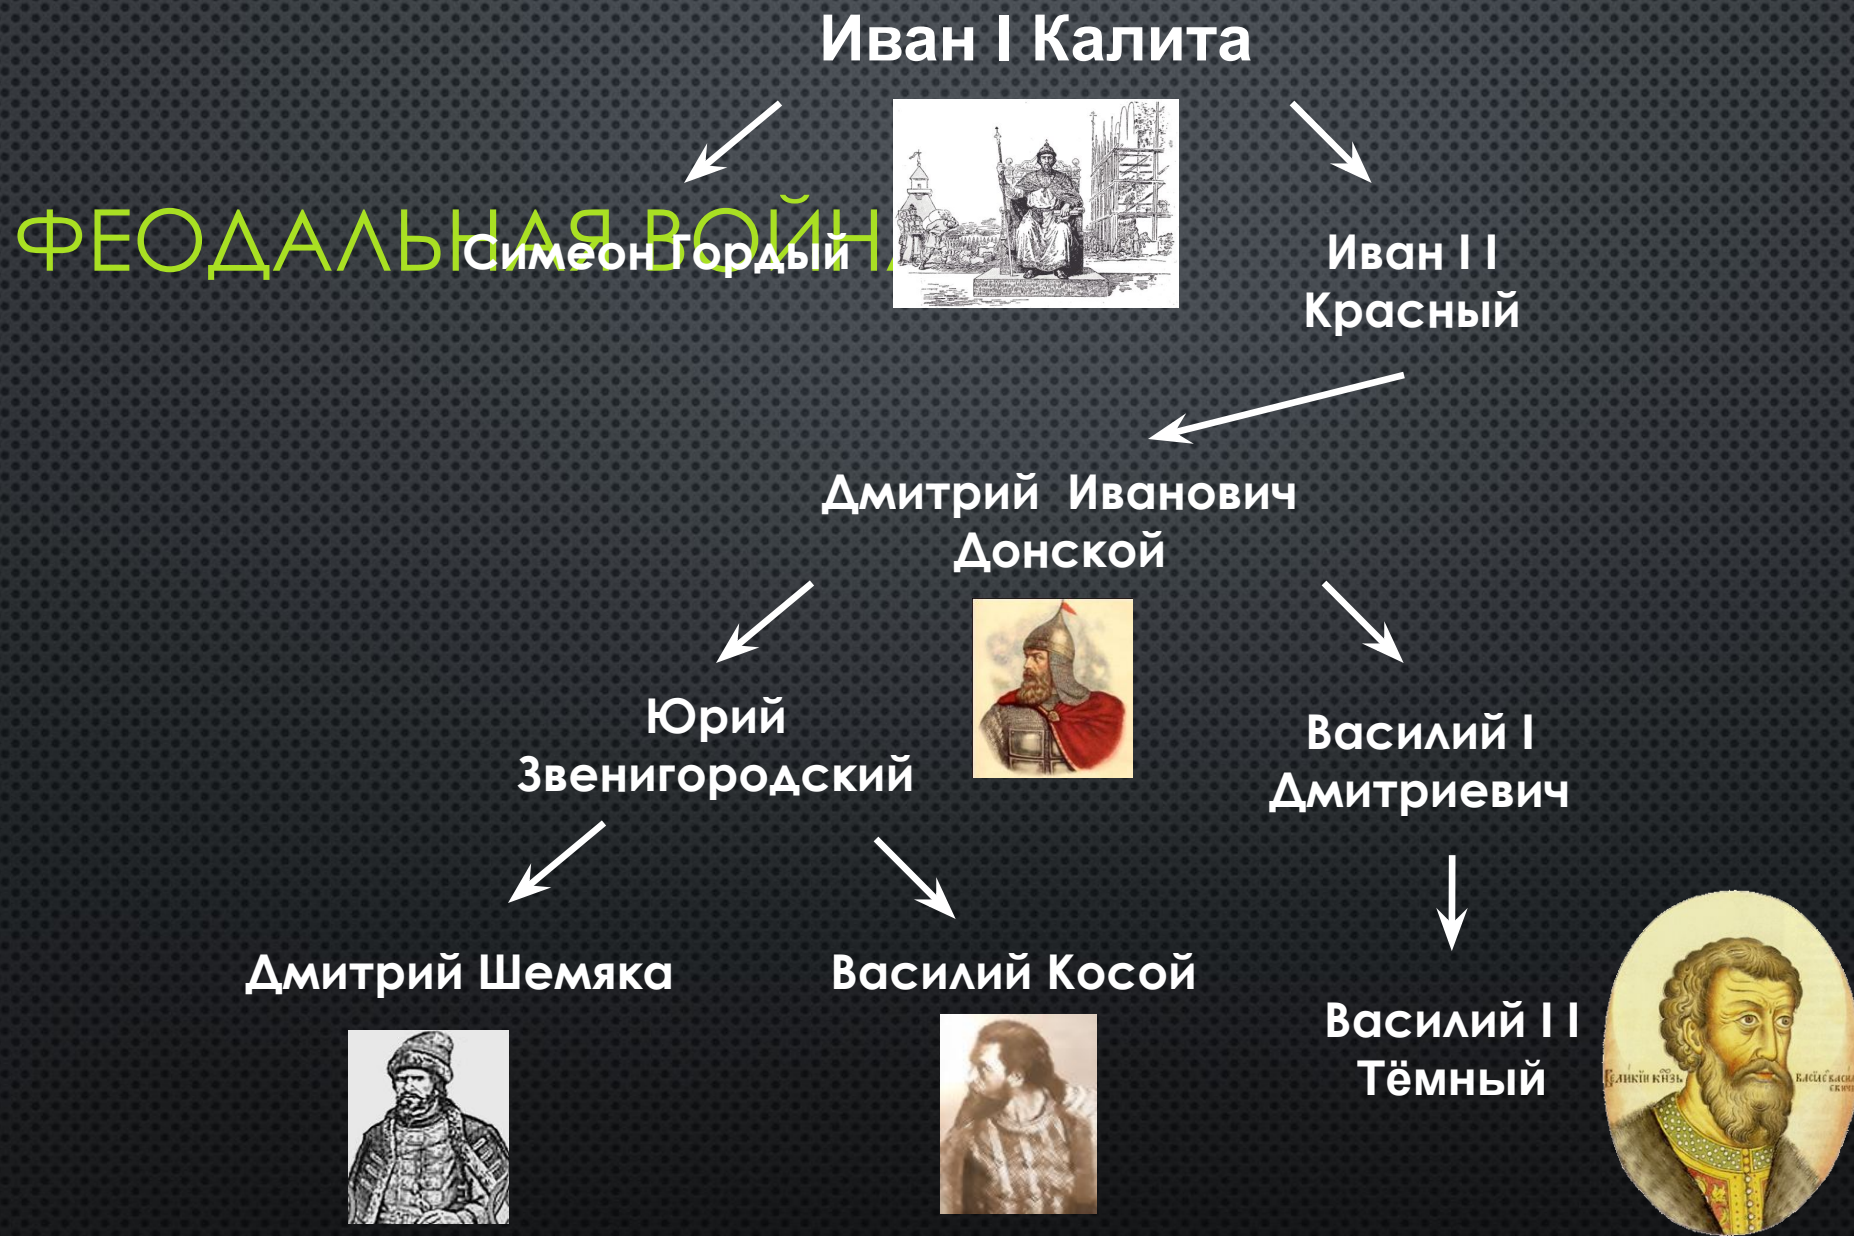 Иван I Калита
ФЕОДАЛЬНАЯ ВОЙН
Симеон Гордый
Иван I I
Красный
Дмитрий Иванович
Донской
Юрий
Звенигородский
Василий I
Дмитриевич
Дмитрий Шемяка
Василий Косой
Василий I I
Тёмный